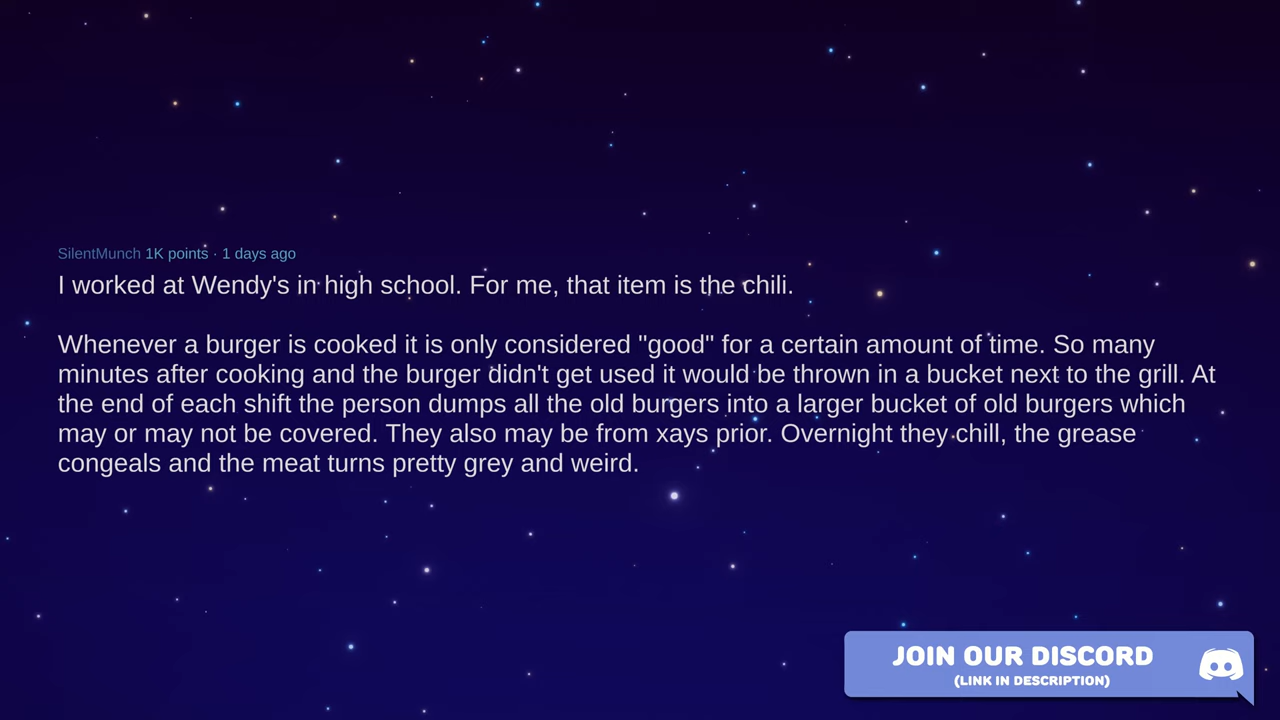 SilentMunch 1K points · 1 days ago
I worked at Wendy's in high school. For me, that item is the chili.
Whenever a burger is cooked it is only considered "good" for a certain amount of time. So many
minutes after cooking and the burger didn't get used it would be thrown in a bucket next to the grill. At
the end of each shift the person dumps all the old burgers into a larger bucket of old burgers which
may or may not be covered. They also may be from xays prior. Overnight they chill, the grease
congeals and the meat turns pretty grey and weird.
JOIN OUR DISCORD
(LINK IN DESCRIPTION)